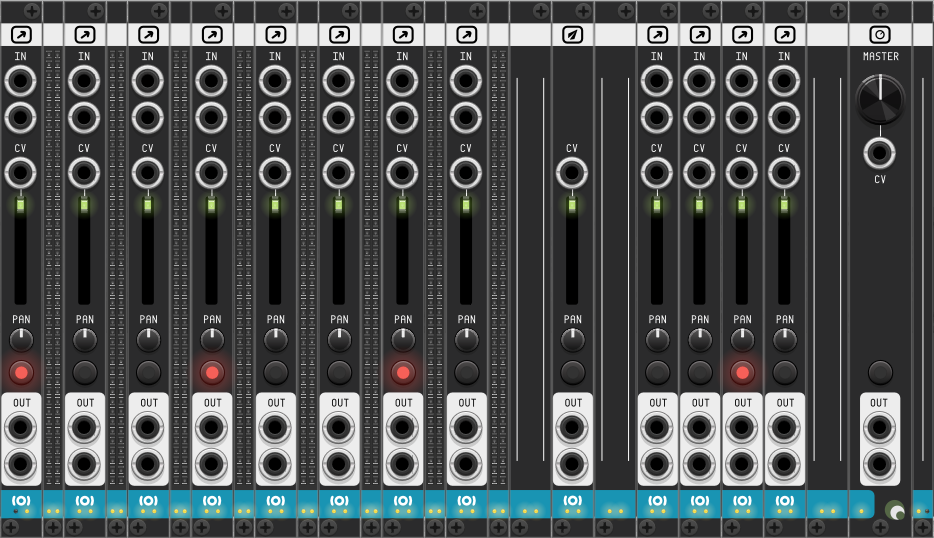 IN IN IN IN IN IN IN IN IN IN IN IN MASTER
CV CV CV CV CV CV CV CV CV CV CV CV CV
CV
PAN PAN PAN PAN PAN PAN PAN PAN PAN PAN PAN PAN PAN
OUT OUT OUT OUT OUT OUT OUT OUT OUT OUT OUT OUT OUT OUT